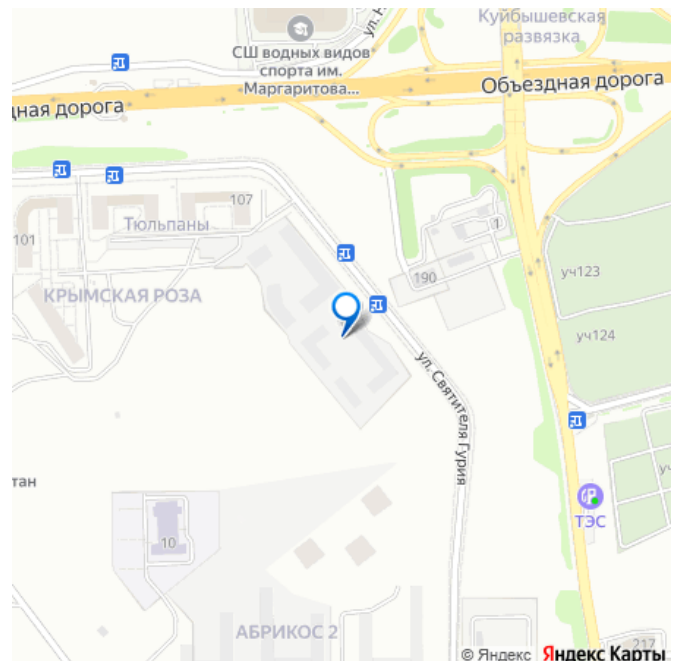 Куйбышевская
развязка
ул. Н
СШ водных видов
спорта им.
Маргаритова...
Объездная дорога
дная дорога
107
Тюльпаны
101
1
190
уч123
КРЫМСКАЯ РОЗА
уч124
ул. Святителя Гурия
тан
ТЭС
10
АБРИКОС 2
217
© Яндекс Яндекс Карты